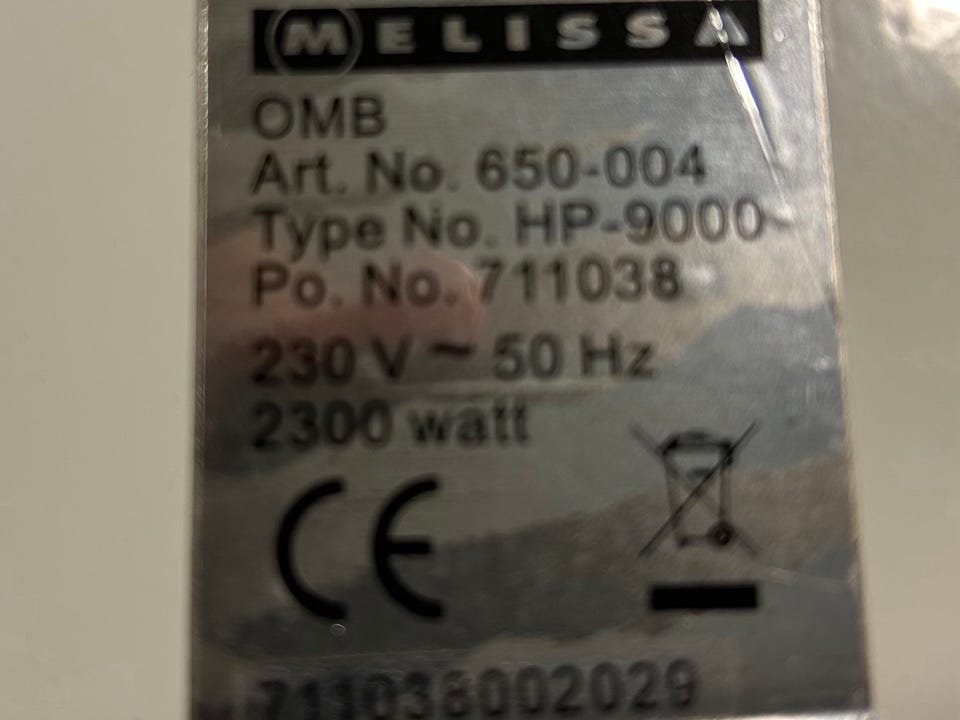 MELISSA
OMB
Art. No. 650-004
Type No. HP-9000
Po. No. 711038
230 V ~ 50 Hz
2300 watt
CE
711038002029